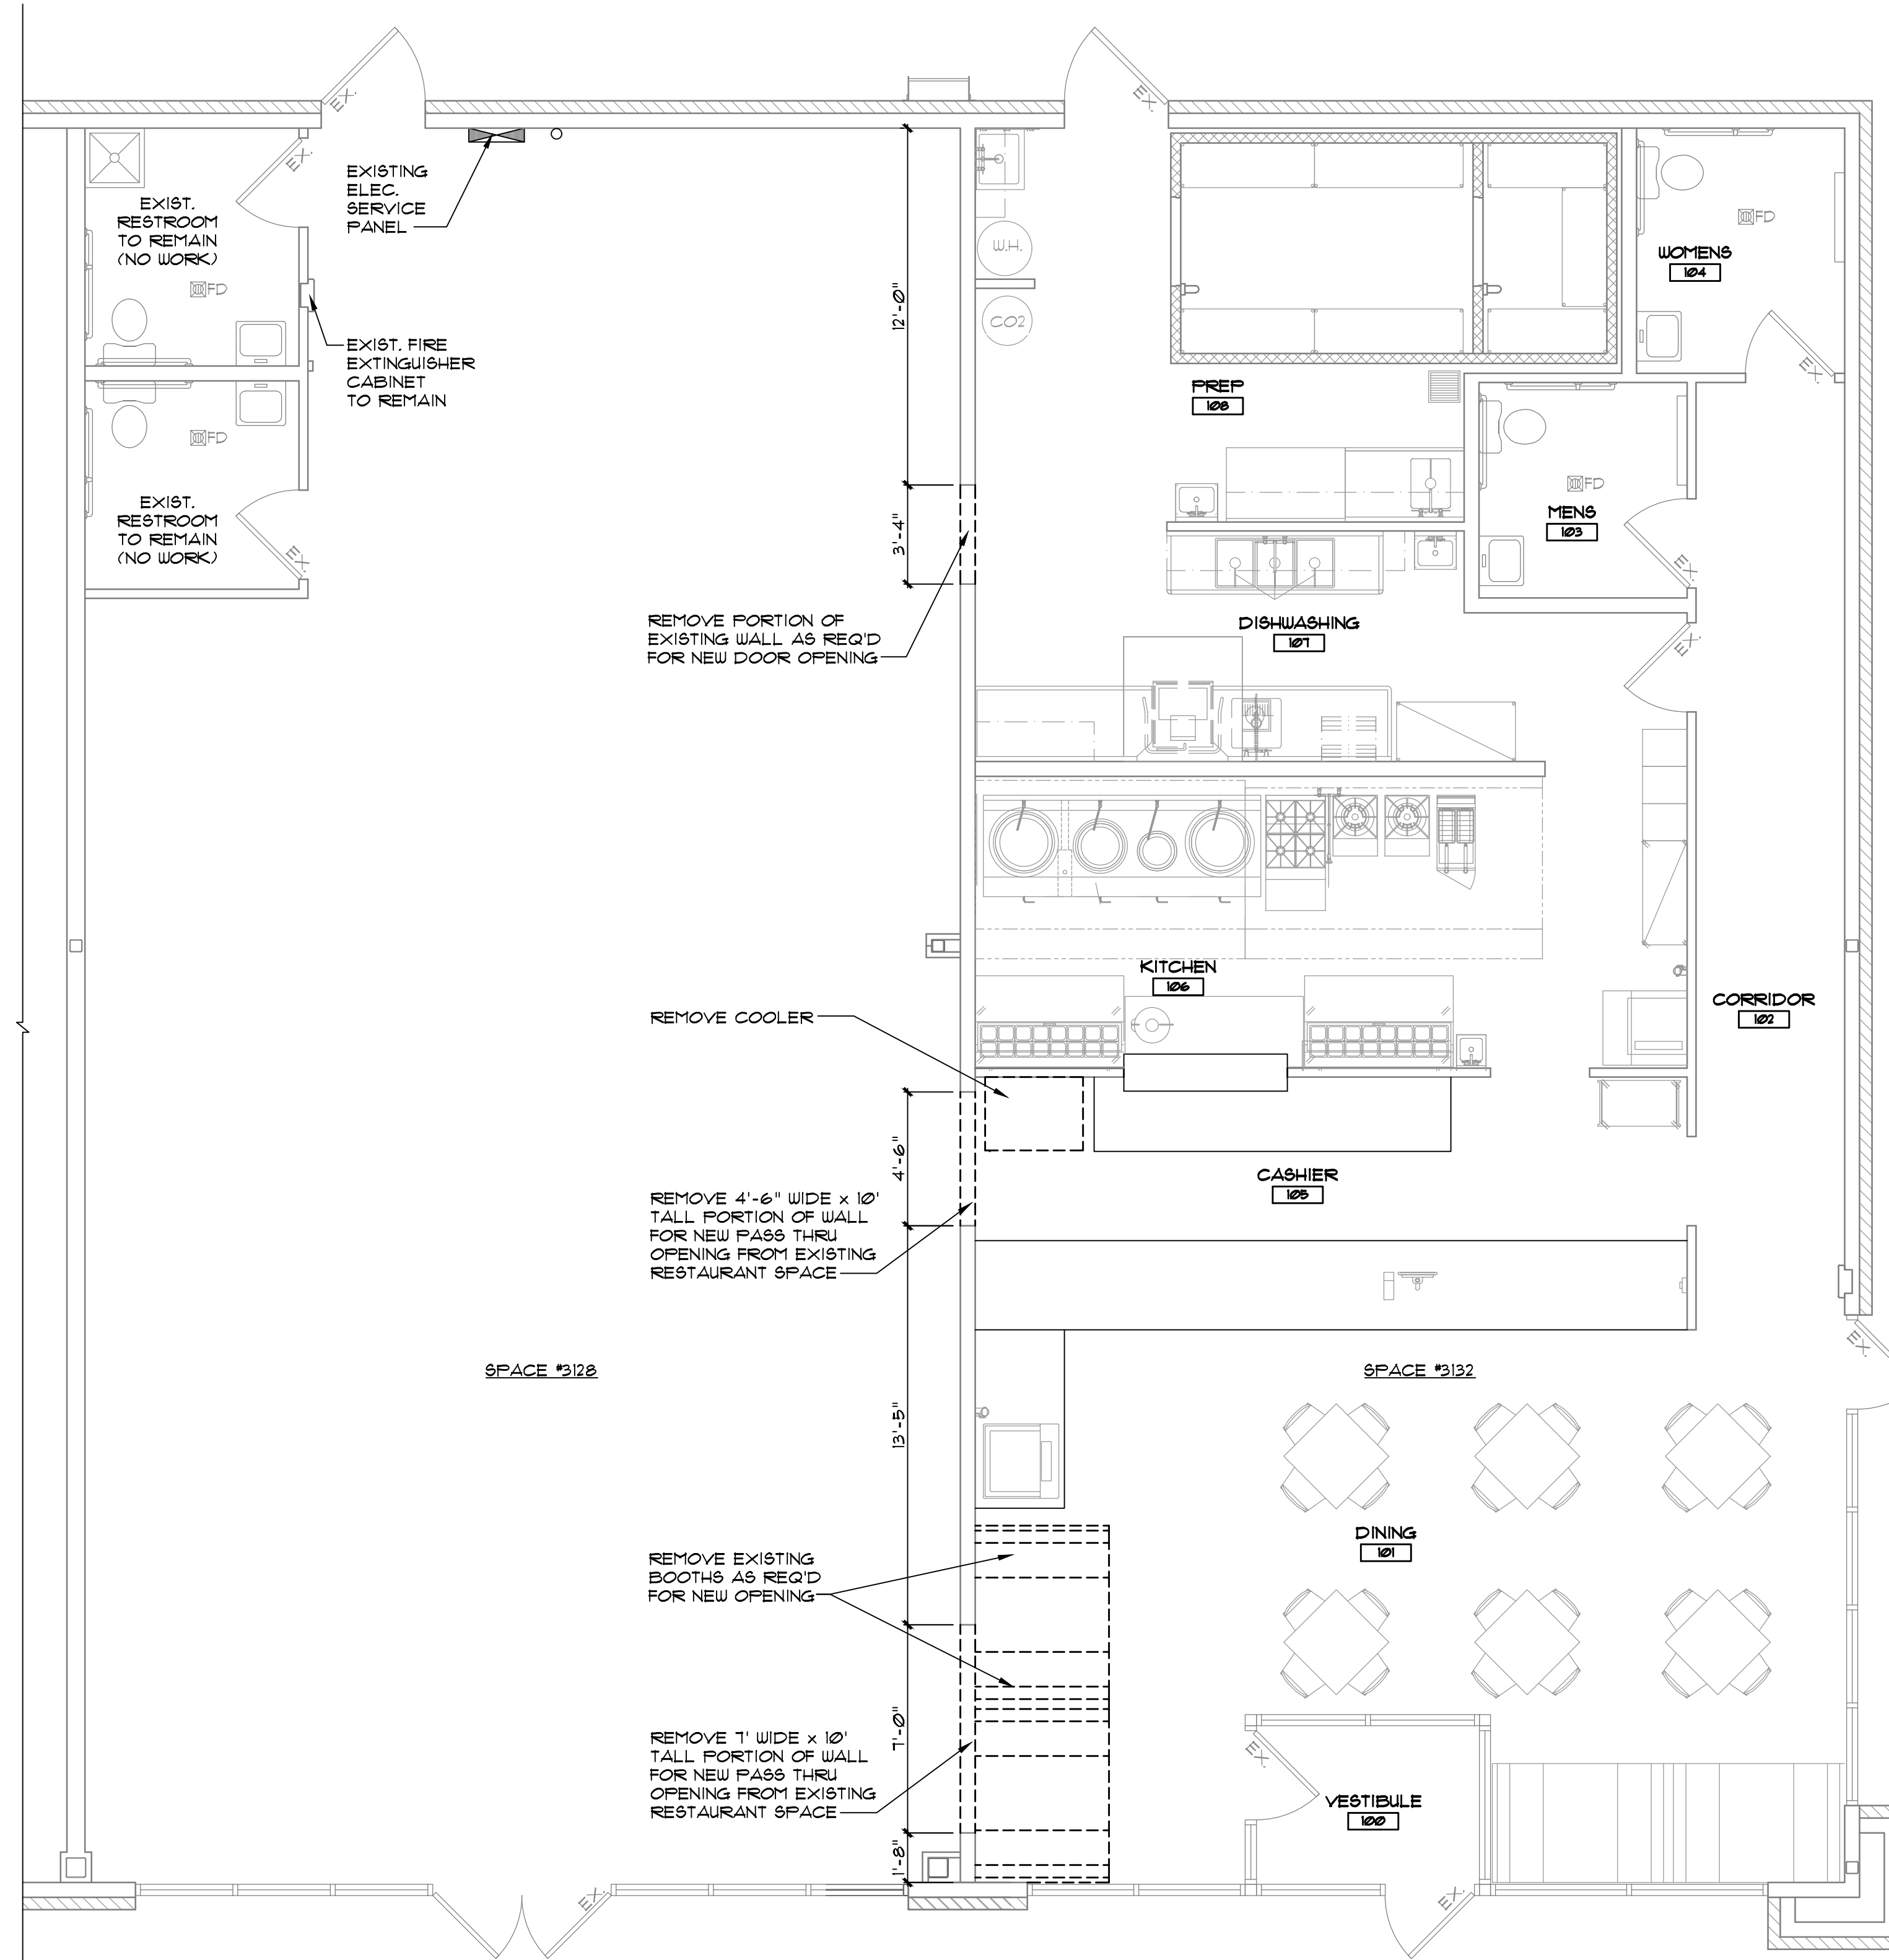 EX.
EX.
EX.
EXISTING
ELEC.
SERVICE
PANEL
EXIST.
RESTROOM
TO REMAIN
(NO WORK)
FD
EXIST. FIRE
EXTINGUISHER
CABINET
TO REMAIN
FD
EXIST.
RESTROOM
TO REMAIN
(NO WORK)
EX.
12'-0"
3'-4"
REMOVE PORTION OF
EXISTING WALL AS REQ'D
FOR NEW DOOR OPENING
W.H.
CO2
PREP
108
WOMENS
104
FD
EX.
MENS
103
FD
EX.
DISHWASHING
107
EX.
KITCHEN
106
CORRIDOR
102
REMOVE COOLER
4'-6"
REMOVE 4'-6" WIDE x 10'
TALL PORTION OF WALL
FOR NEW PASS THRU
OPENING FROM EXISTING
RESTAURANT SPACE
CASHIER
105
EX.
SPACE #3128
SPACE #3132
13'-5"
DINING
101
REMOVE EXISTING
BOOTHS AS REQ'D
FOR NEW OPENING
7'-0"
REMOVE 7' WIDE x 10'
TALL PORTION OF WALL
FOR NEW PASS THRU
OPENING FROM EXISTING
RESTAURANT SPACE
EX.
VESTIBULE
100
1'-8"
EX.
EX.